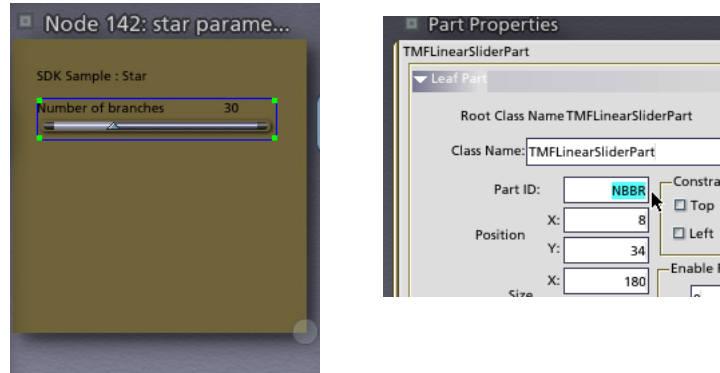 Node 142: star parame...
SDK Sample : Star
Number of branches 30
Part Properties
TMFLinearSliderPart
Leaf Part
Root Class Name TMFLinearSliderPart
Class Name: TMFLinearSliderPart
Part ID: NBBR
Constra
Top
Left
Position
X: 8
Y: 34
Enable
X: 180
Size